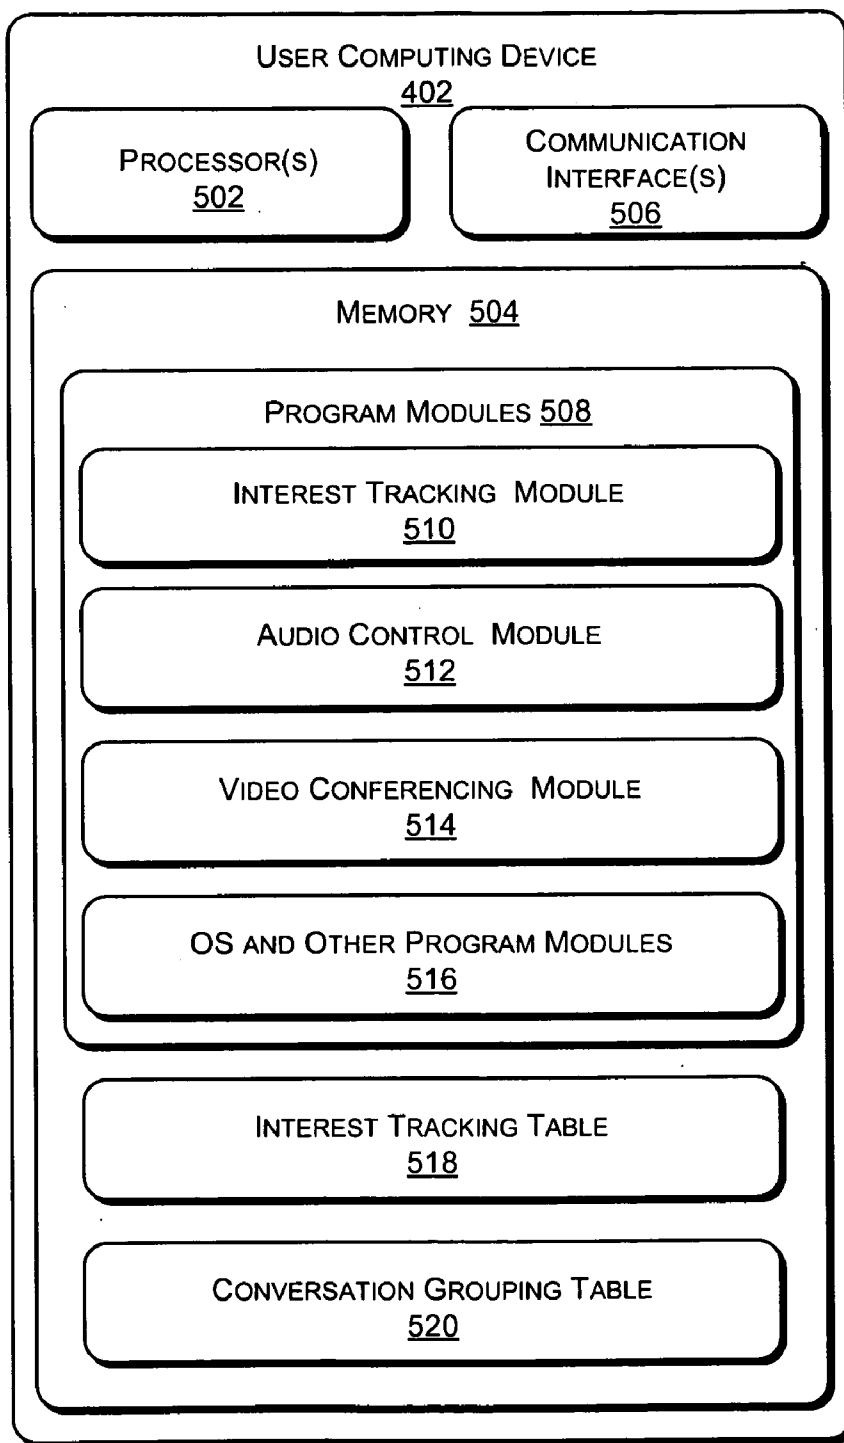 USER COMPUTING DEVICE
402
PROCESSOR(S)
502
COMMUNICATION
INTERFACE(S)
506
MEMORY 504
PROGRAM MODULES 508
INTEREST TRACKING MODULE
510
AUDIO CONTROL MODULE
512
VIDEO CONFERENCING MODULE
514
OS AND OTHER PROGRAM MODULES
516
INTEREST TRACKING TABLE
518
CONVERSATION GROUPING TABLE
520